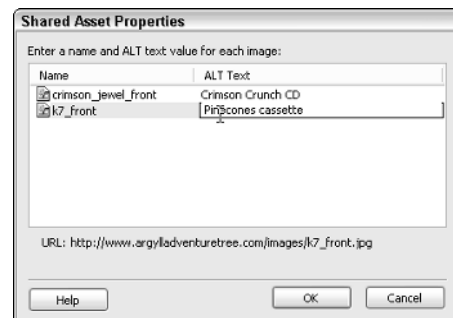 Shared Asset Properties
Enter a name and ALT text value for each image:
Name ALT Text
crimson_jewel_front Crimson Crunch CD
k7_front Pinecones cassette
URL: http://www.argylladventuretree.com/images/k7_front.jpg
Help OK Cancel